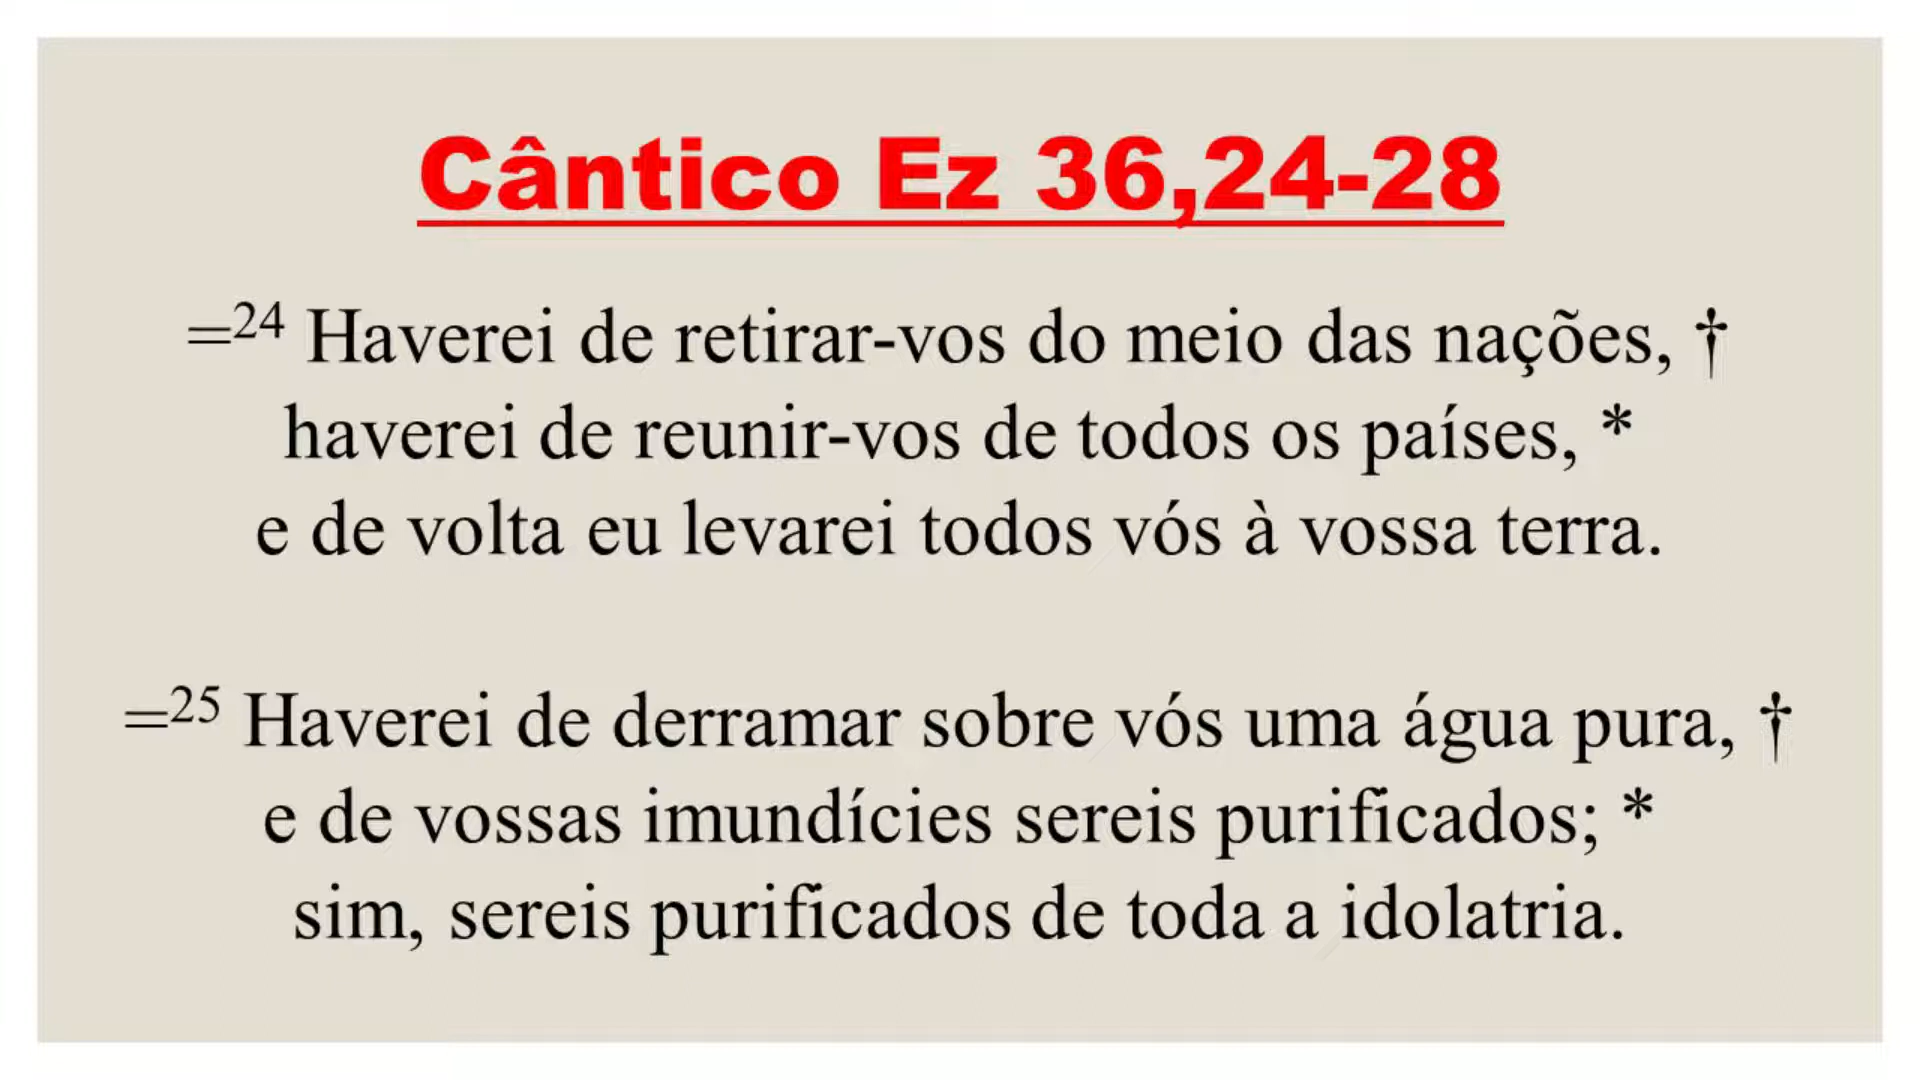 Cântico Ez 36,24-28
=24 Haverei de retirar-vos do meio das nações, †
haverei de reunir-vos de todos os países, *
e de volta eu levarei todos vós à vossa terra.
=25 Haverei de derramar sobre vós uma água pura, †
e de vossas imundícies sereis purificados; *
sim, sereis purificados de toda a idolatria.